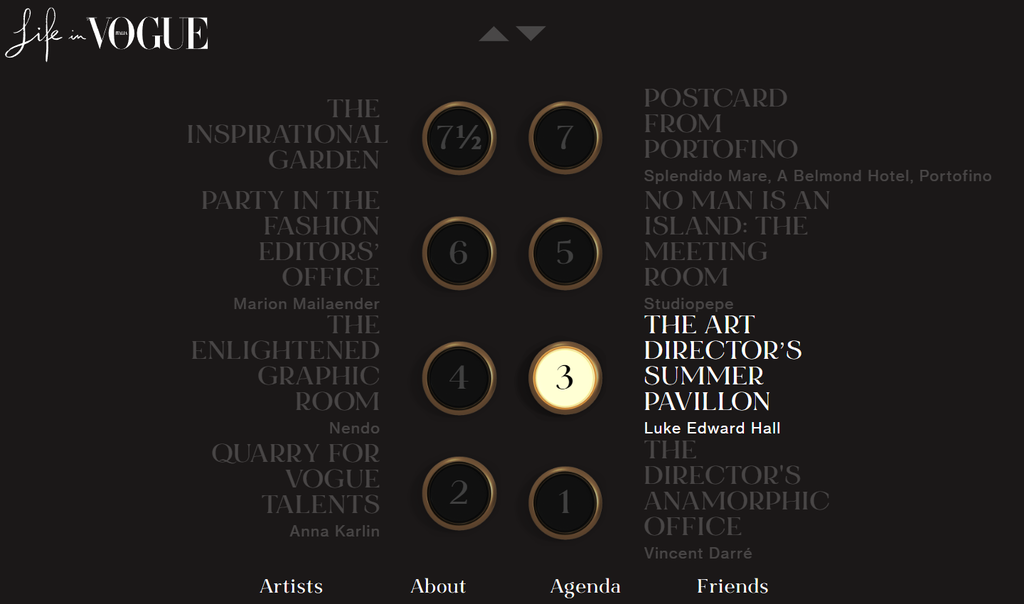 Life in VOGUE
THE
INSPIRATIONAL
GARDEN
7½
7
POSTCARD
FROM
PORTOFINO
Splendido Mare, A Belmond Hotel, Portofino
PARTY IN THE
FASHION
EDITORS’
OFFICE
Marion Mailaender
6
5
NO MAN IS AN
ISLAND: THE
MEETING
ROOM
Studiopepe
THE
ENLIGHTENED
GRAPHIC
ROOM
Nendo
4
3
THE ART
DIRECTOR’S
SUMMER
PAVILLON
Luke Edward Hall
QUARRY FOR
VOGUE
TALENTS
Anna Karlin
2
1
THE
DIRECTOR'S
ANAMORPHIC
OFFICE
Vincent Darré
Artists About Agenda Friends